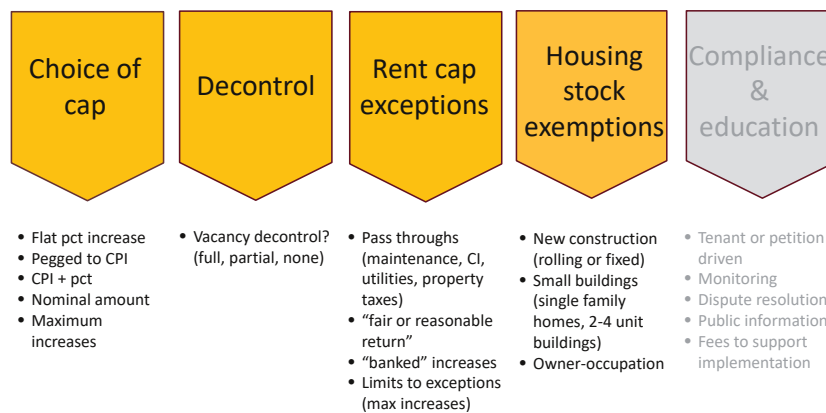 Choice of
cap
Decontrol
Rent cap
exceptions
Housing
stock
exemptions
Compliance
&
education
• Flat pct increase
• Pegged to CPI
• CPI + pct
• Nominal amount
• Maximum
increases
• Vacancy decontrol?
(full, partial, none)
• Pass throughs
(maintenance, CI,
utilities, property
taxes)
• “fair or reasonable
return”
• “banked” increases
• Limits to exceptions
(max increases)
• New construction
(rolling or fixed)
• Small buildings
(single family
homes, 2-4 unit
buildings)
• Owner-occupation
• Tenant or petition
driven
• Monitoring
• Dispute resolution
• Public information
• Fees to support
implementation